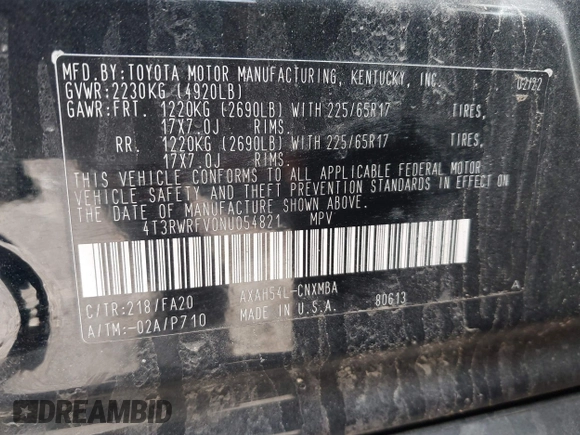 MFD.BY:TOYOTA MOTOR MANUFACTURING, KENTUCKY, INC. 02/22
GVWR:2230KG (4920LB)
GAWR:FRT. 1220KG (2690LB) WITH 225/65R17 TIRES,
17X7.0J RIMS.
RR. 1220KG (2690LB) WITH 225/65R17 TIRES,
17X7.0J RIMS.
THIS VEHICLE CONFORMS TO ALL APPLICABLE FEDERAL MOTOR
VEHICLE SAFETY AND THEFT PREVENTION STANDARDS IN EFFECT ON
THE DATE OF MANUFACTURE SHOWN ABOVE.
4T3RWRFV0NU054821 MPV
C/TR:218/FA20 AXAH54L-CNXMBA A
A/TM:-02A/P710 MADE IN U.S.A. 80613
DREAMBID